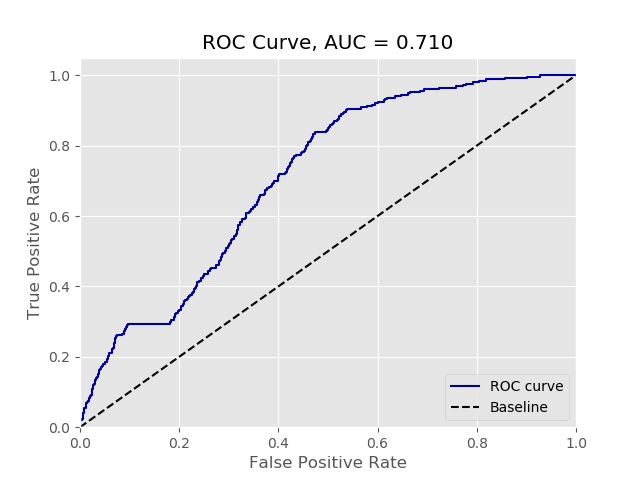 ROC Curve, AUC = 0.710
True Positive Rate
1.0
0.8
0.6
0.4
0.2
0.0
0.0 0.2 0.4 0.6 0.8 1.0
False Positive Rate
ROC curve
Baseline